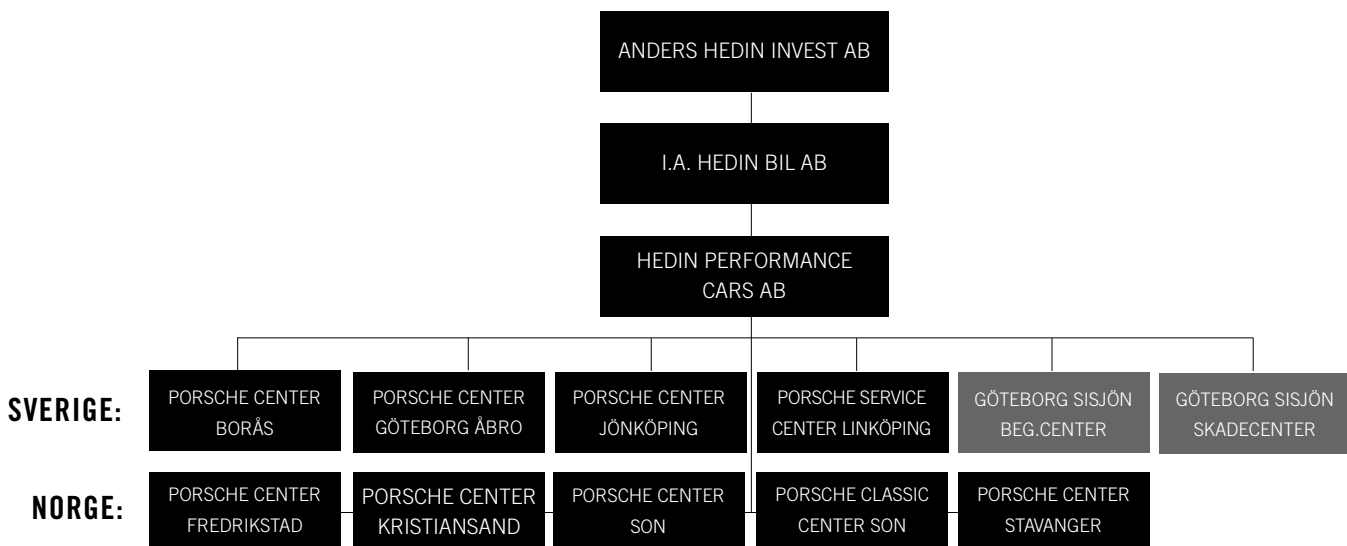 ANDERS HEDIN INVEST AB
I.A. HEDIN BIL AB
HEDIN PERFORMANCE
CARS AB
SVERIGE:
PORSCHE CENTER
BORÅS
PORSCHE CENTER
GÖTEBORG ÅBRO
PORSCHE CENTER
JÖNKÖPING
PORSCHE SERVICE
CENTER LINKÖPING
GÖTEBORG SISJÖN
BEG.CENTER
GÖTEBORG SISJÖN
SKADECENTER
NORGE:
PORSCHE CENTER
FREDRIKSTAD
PORSCHE CENTER
KRISTIANSAND
PORSCHE CENTER
SON
PORSCHE CLASSIC
CENTER SON
PORSCHE CENTER
STAVANGER